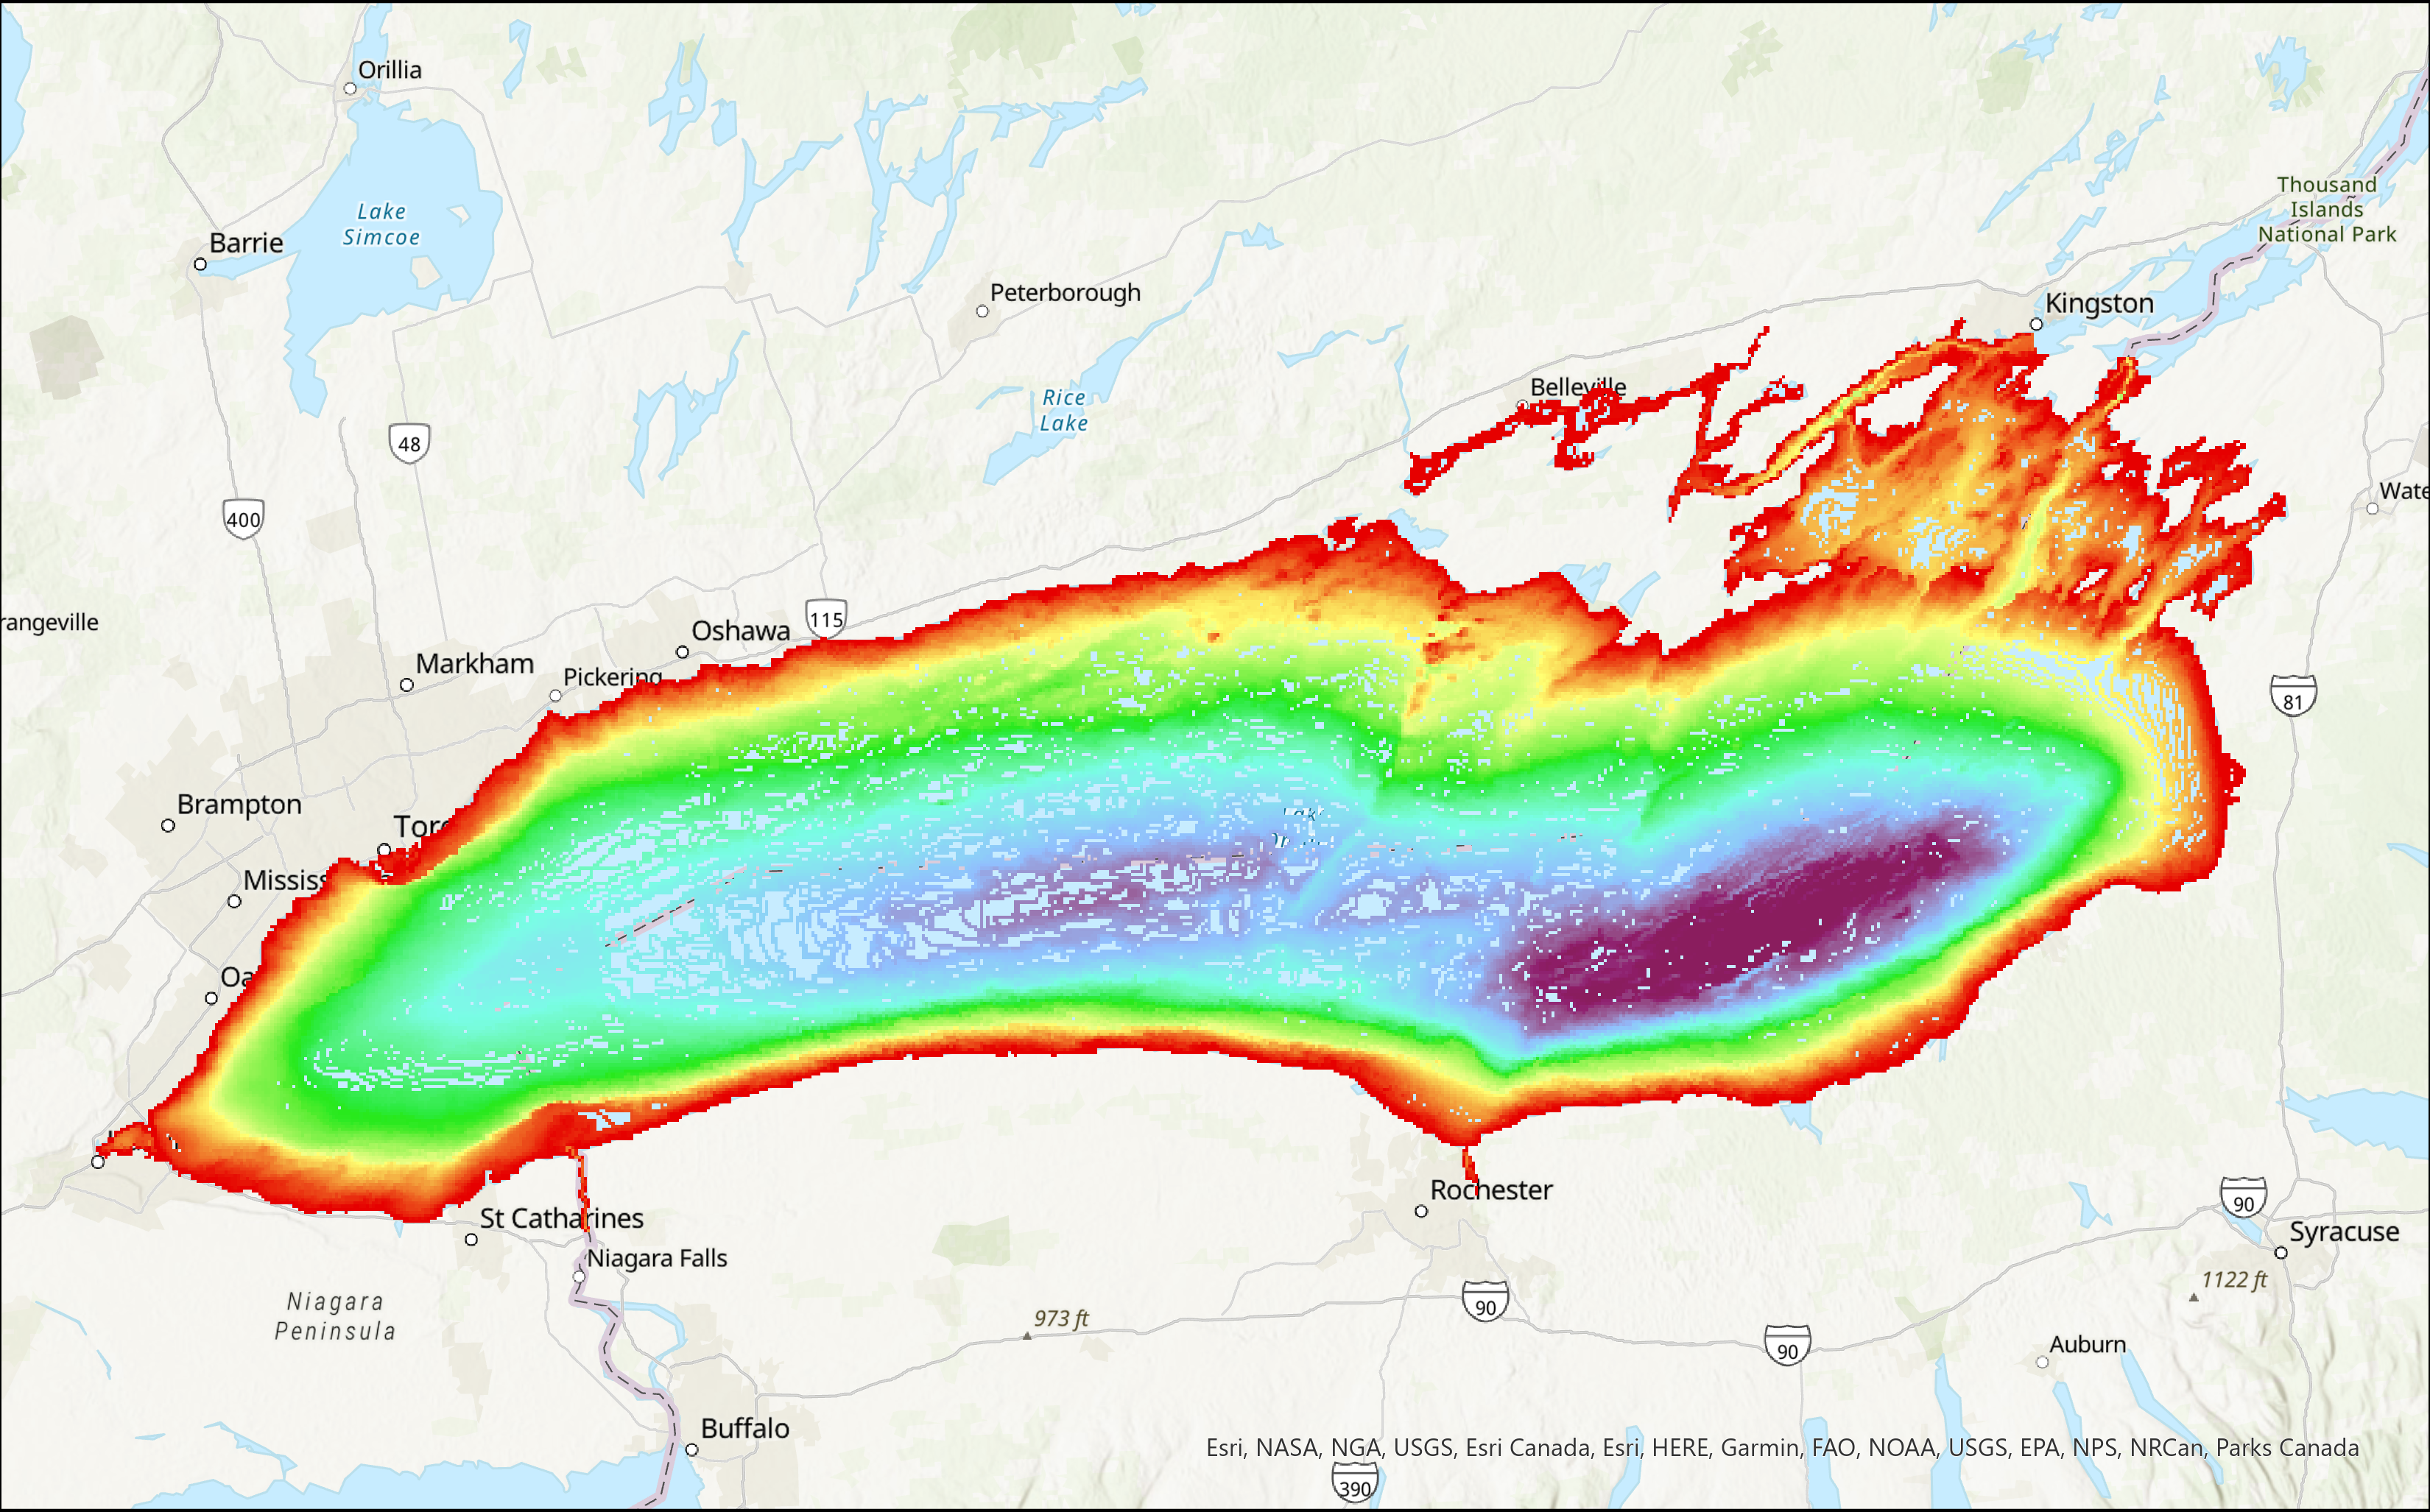 Orillia
Lake
Simcoe
Barrie
Thousand
Islands
National Park
Peterborough
Kingston
Belleville
Rice
Lake
48
400
Wate
rangeville
115
Oshawa
Markham
Pickering
81
Brampton
Toro
Mississ
Oa
Rochester
90
St Catharines
Syracuse
Niagara Falls
1122 ft
Niagara
Peninsula
90
973 ft
90
Auburn
Buffalo
Esri, NASA, NGA, USGS, Esri Canada, Esri, HERE, Garmin, FAO, NOAA, USGS, EPA, NPS, NRCan, Parks Canada
390